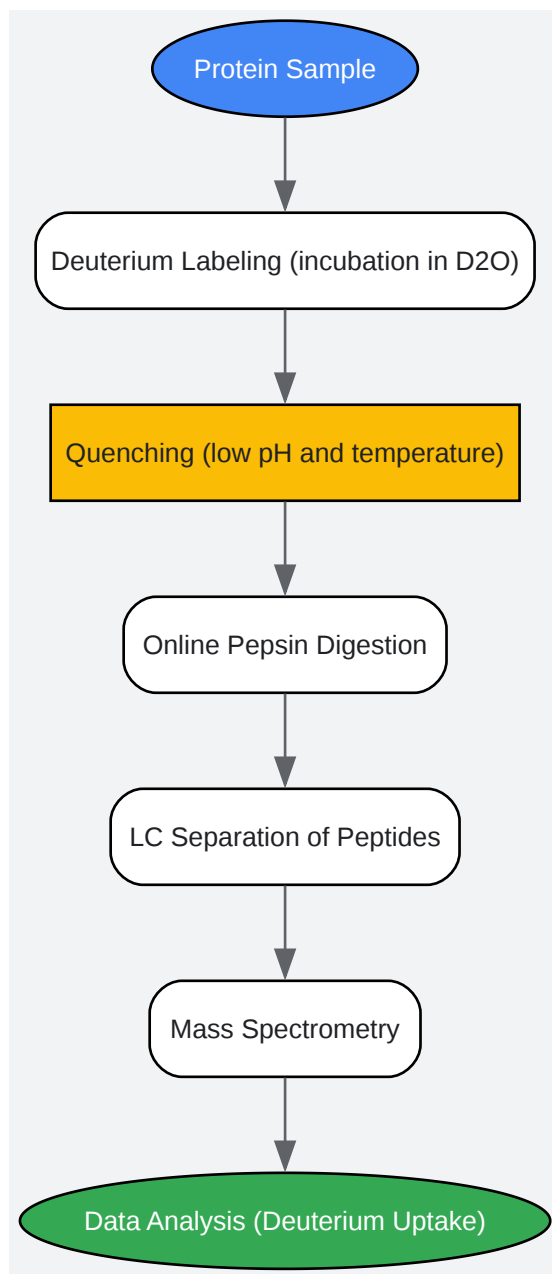 Protein Sample
Deuterium Labeling (incubation in D2O)
Quenching (low pH and temperature)
Online Pepsin Digestion
LC Separation of Peptides
Mass Spectrometry
Data Analysis (Deuterium Uptake)